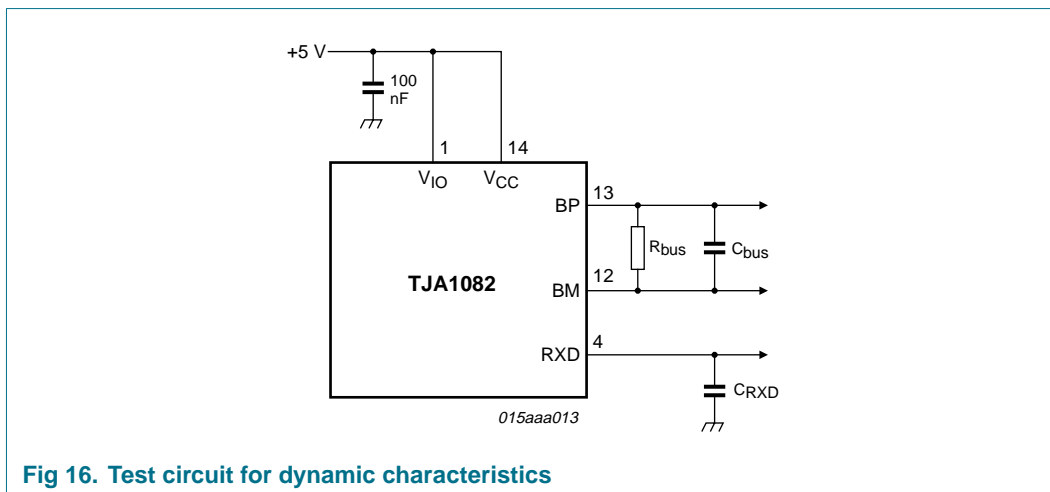 +5 V
100
nF
1
14
VIO
VCC
13
BP
Rbus
Cbus
TJA1082
12
BM
4
RXD
CRXD
015aaa013
Fig 16. Test circuit for dynamic characteristics